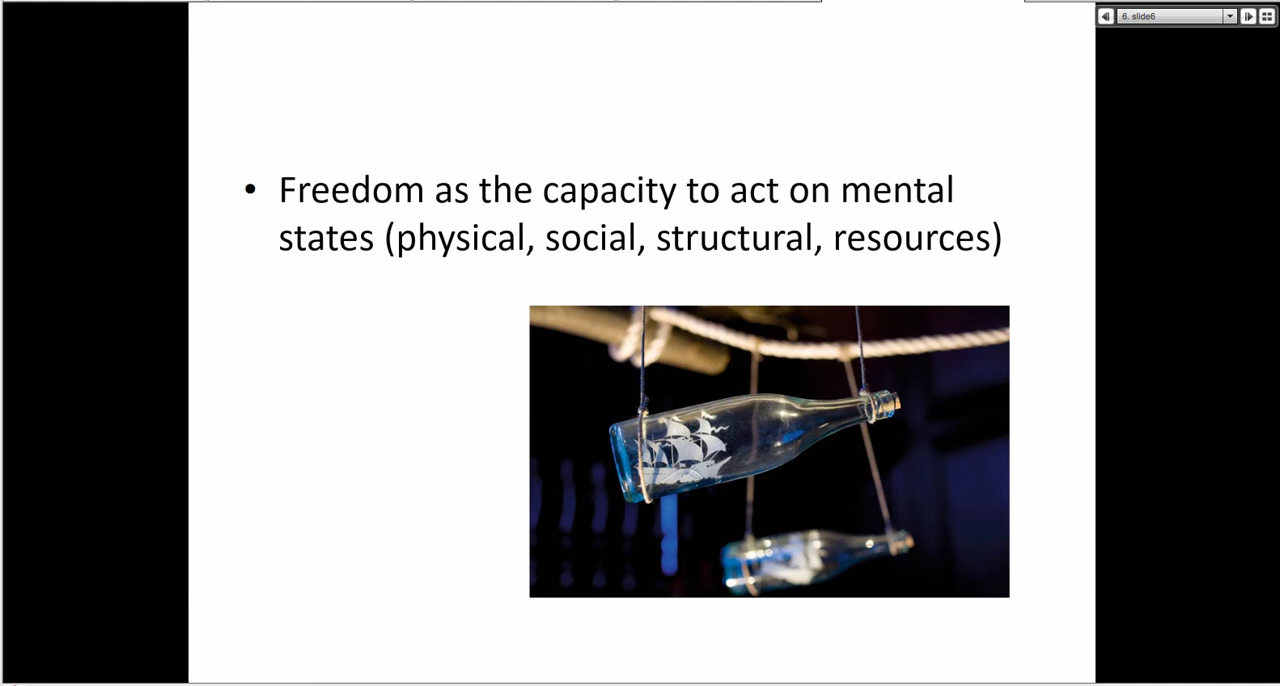 6. slide6
• Freedom as the capacity to act on mental
states (physical, social, structural, resources)